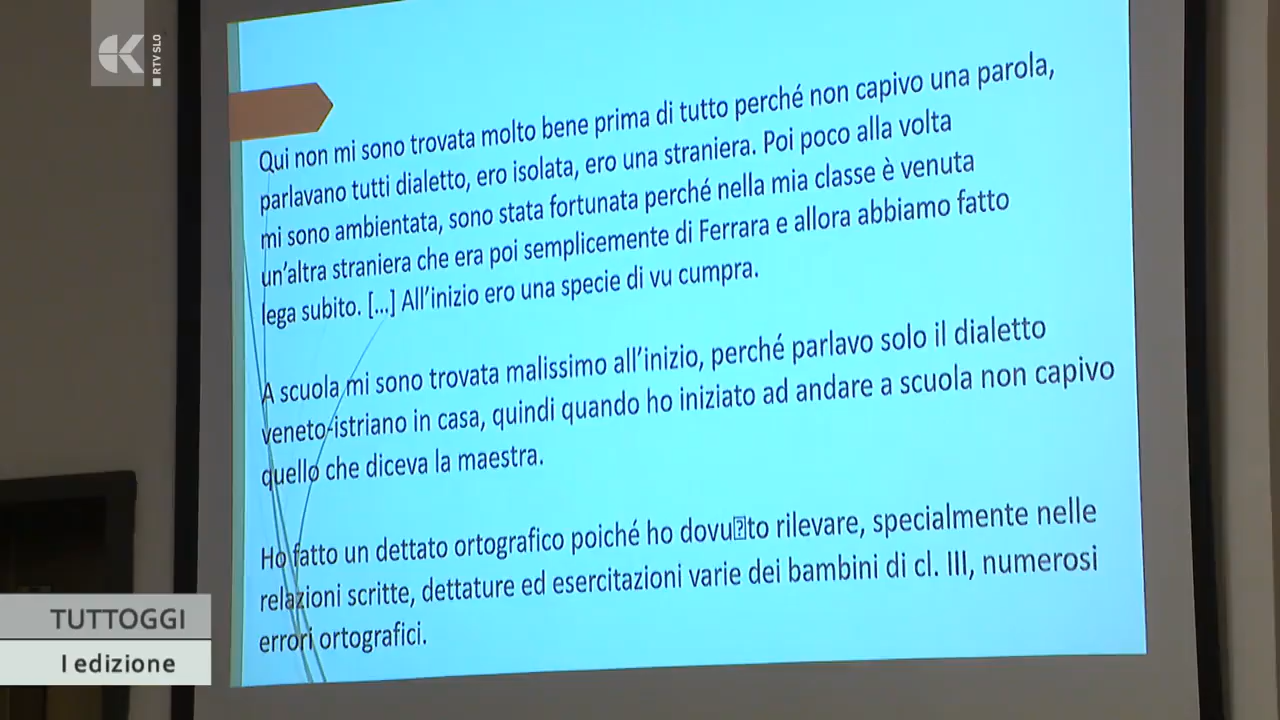 RTV SLO
Qui non mi sono trovata molto bene prima di tutto perché non capivo una parola,
parlavano tutti dialetto, ero isolata, ero una straniera. Poi poco alla volta
mi sono ambientata, sono stata fortunata perché nella mia classe è venuta
un'altra straniera che era poi semplicemente di Ferrara e allora abbiamo fatto
lega subito. [...] All'inizio ero una specie di vu cumpra.
A scuola mi sono trovata malissimo all'inizio, perché parlavo solo il dialetto
veneto-istriano in casa, quindi quando ho iniziato ad andare a scuola non capivo
quello che diceva la maestra.
Ho fatto un dettato ortografico poiché ho dovu�to rilevare, specialmente nelle
relazioni scritte, dettature ed esercitazioni varie dei bambini di cl. III, numerosi
errori ortografici.
TUTTOGGI
I edizione